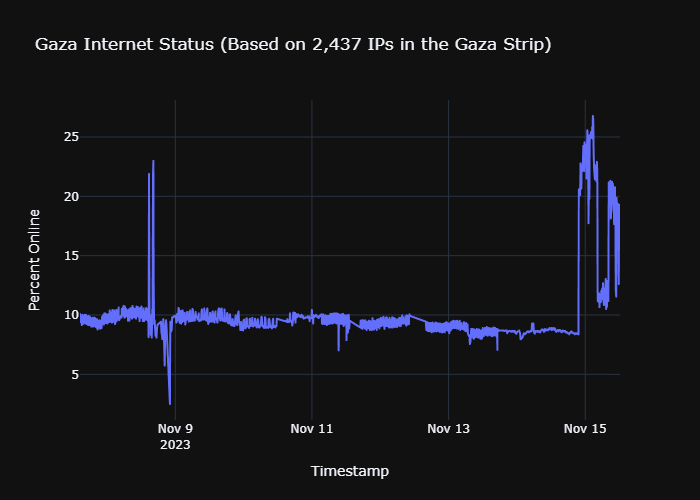 Gaza Internet Status (Based on 2,437 IPs in the Gaza Strip)
Percent Online
25
20
15
10
5
Nov 9
2023
Nov 11
Nov 13
Nov 15
Timestamp